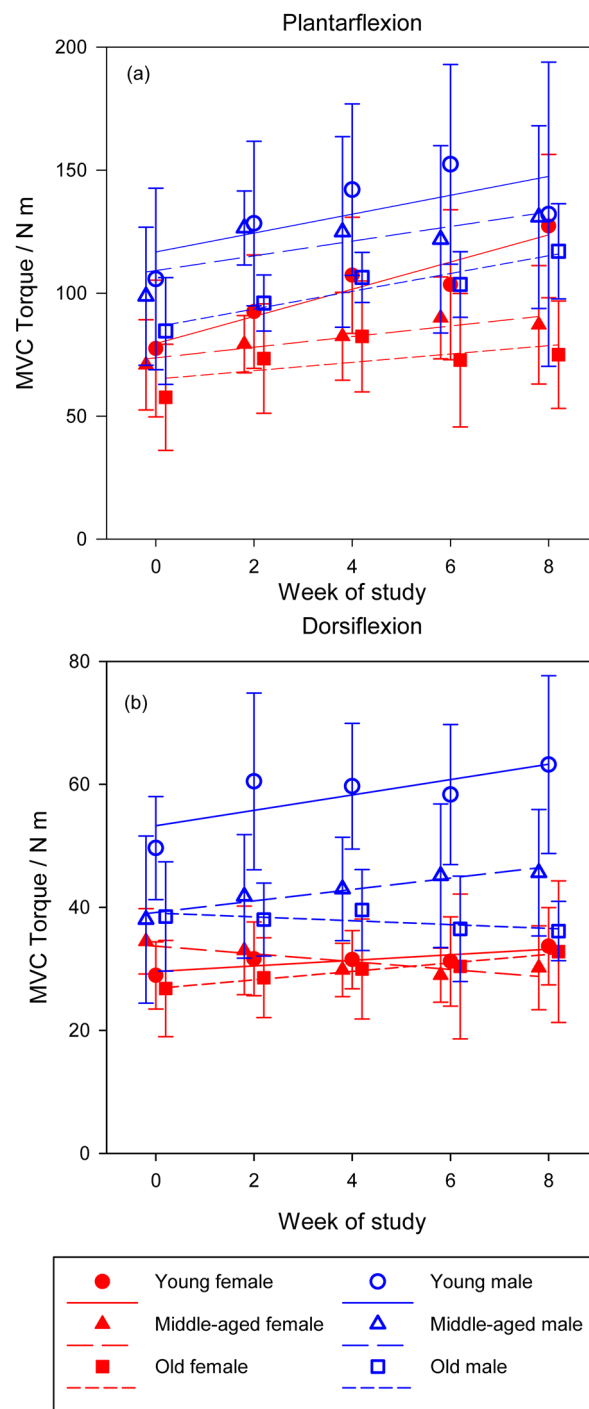 Plantarflexion
(a)
MVC Torque / N m
200
150
100
50
0
0 2 4 6 8
Week of study
Dorsiflexion
(b)
MVC Torque / N m
80
60
40
20
0
0 2 4 6 8
Week of study
Young female Young male
Middle-aged female Middle-aged male
Old female Old male